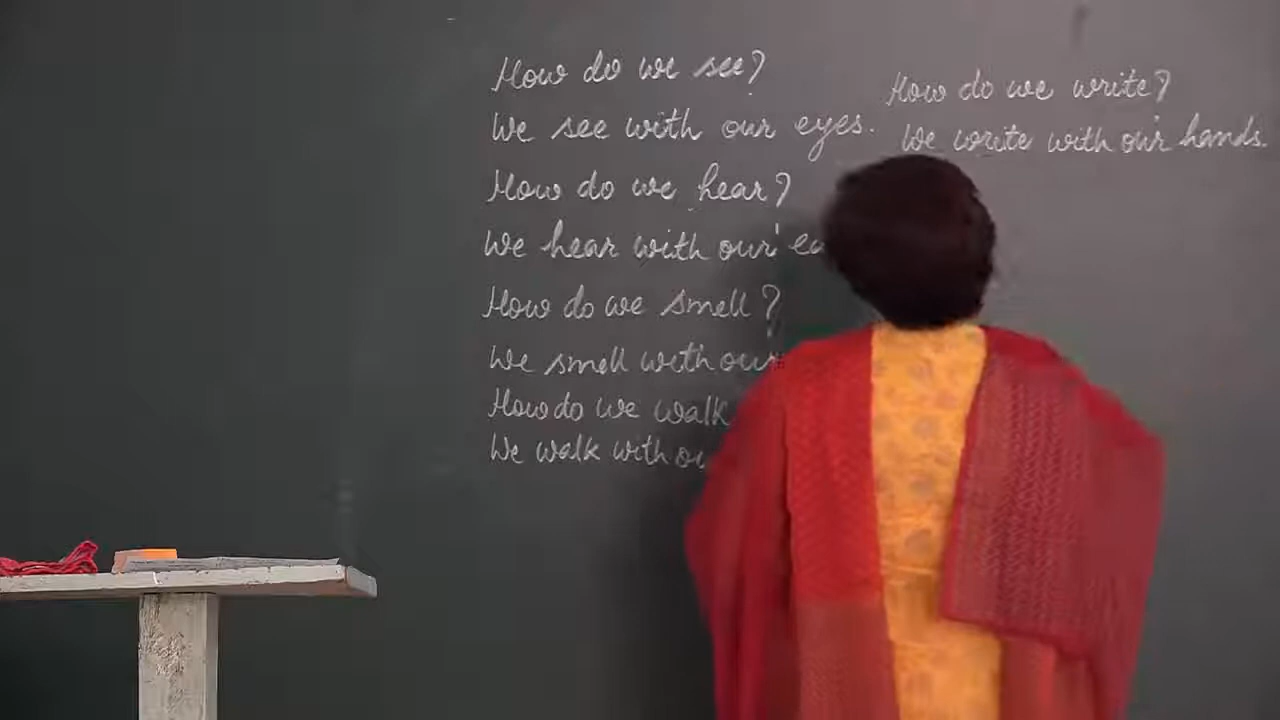 How do we see?
We see with our eyes.
How do we hear?
We hear with our
How do we smell?
We smell with our
How do we walk
We walk with
How do we write?
We write with our hands.